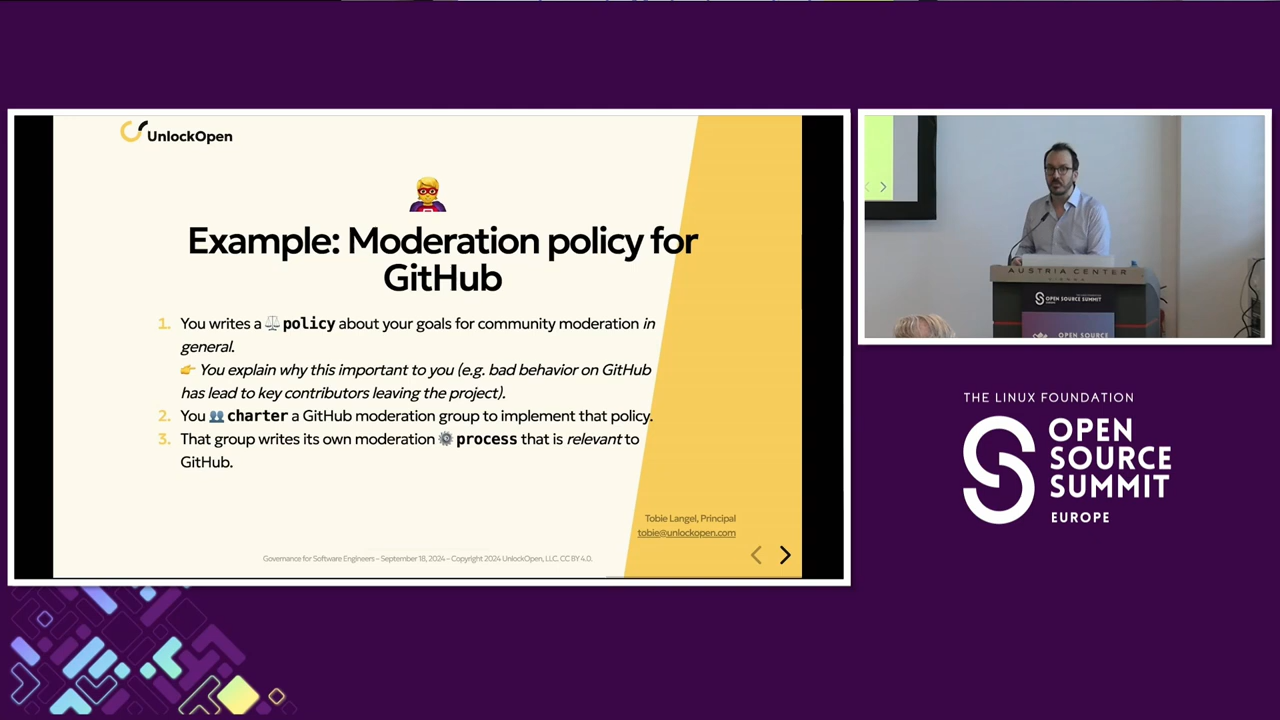 UnlockOpen
Example: Moderation policy for
GitHub
1. You writes a ⚖️ policy about your goals for community moderation in
general.
👉 You explain why this important to you (e.g. bad behavior on GitHub
has lead to key contributors leaving the project).
2. You 👥 charter a GitHub moderation group to implement that policy.
3. That group writes its own moderation ⚙️ process that is relevant to
GitHub.
Tobie Langel, Principal
tobie@unlockopen.com
Governance for Software Engineers – September 18, 2024 – Copyright 2024 UnlockOpen, LLC, CC BY 4.0.
AUSTRIA CENTER
OPEN SOURCE SUMMIT
OPEN SOURCE
THE LINUX FOUNDATION
OPEN
SOURCE
SUMMIT
EUROPE